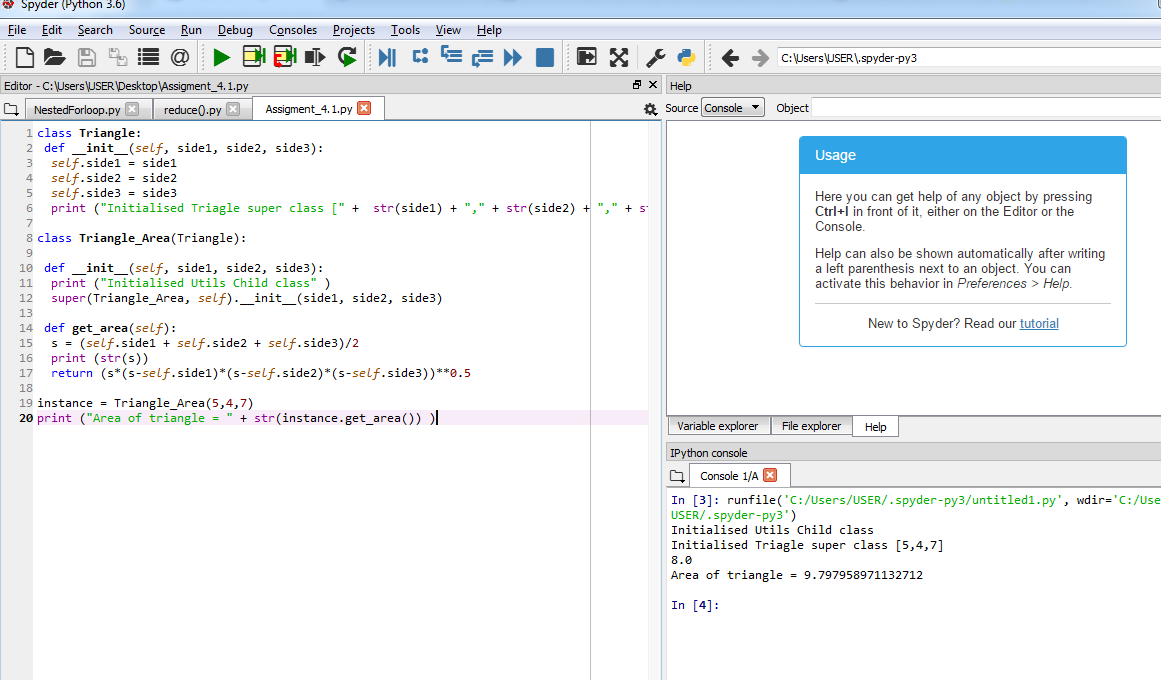 Spyder (Python 3.6)
File Edit Search Source Run Debug Consoles Projects Tools View Help
C:\Users\USER\.spyder-py3
Editor - C:\Users\USER\Desktop\Assigment_4.1.py
NestedForloop.py reduce().py Assigment_4.1.py
1 class Triangle:
2 def __init__(self, side1, side2, side3):
3 self.side1 = side1
4 self.side2 = side2
5 self.side3 = side3
6 print ("Initialised Triagle super class [" +  str(side1) + "," + str(side2) + "," + st
7
8 class Triangle_Area(Triangle):
9
10 def __init__(self, side1, side2, side3):
11 print ("Initialised Utils Child class" )
12 super(Triangle_Area, self).__init__(side1, side2, side3)
13
14 def get_area(self):
15 s = (self.side1 + self.side2 + self.side3)/2
16 print (str(s))
17 return (s*(s-self.side1)*(s-self.side2)*(s-self.side3))**0.5
18
19 instance = Triangle_Area(5,4,7)
20 print ("Area of triangle = " + str(instance.get_area()) )
Help
Source Console Object
Usage
Here you can get help of any object by pressing
Ctrl+I in front of it, either on the Editor or the
Console.
Help can also be shown automatically after writing
a left parenthesis next to an object. You can
activate this behavior in Preferences > Help.
New to Spyder? Read our tutorial
Variable explorer File explorer Help
IPython console
Console 1/A
In [3]: runfile('C:/Users/USER/.spyder-py3/untitled1.py', wdir='C:/Use
USER/.spyder-py3')
Initialised Utils Child class
Initialised Triagle super class [5,4,7]
8.0
Area of triangle = 9.797958971132712
In [4]: